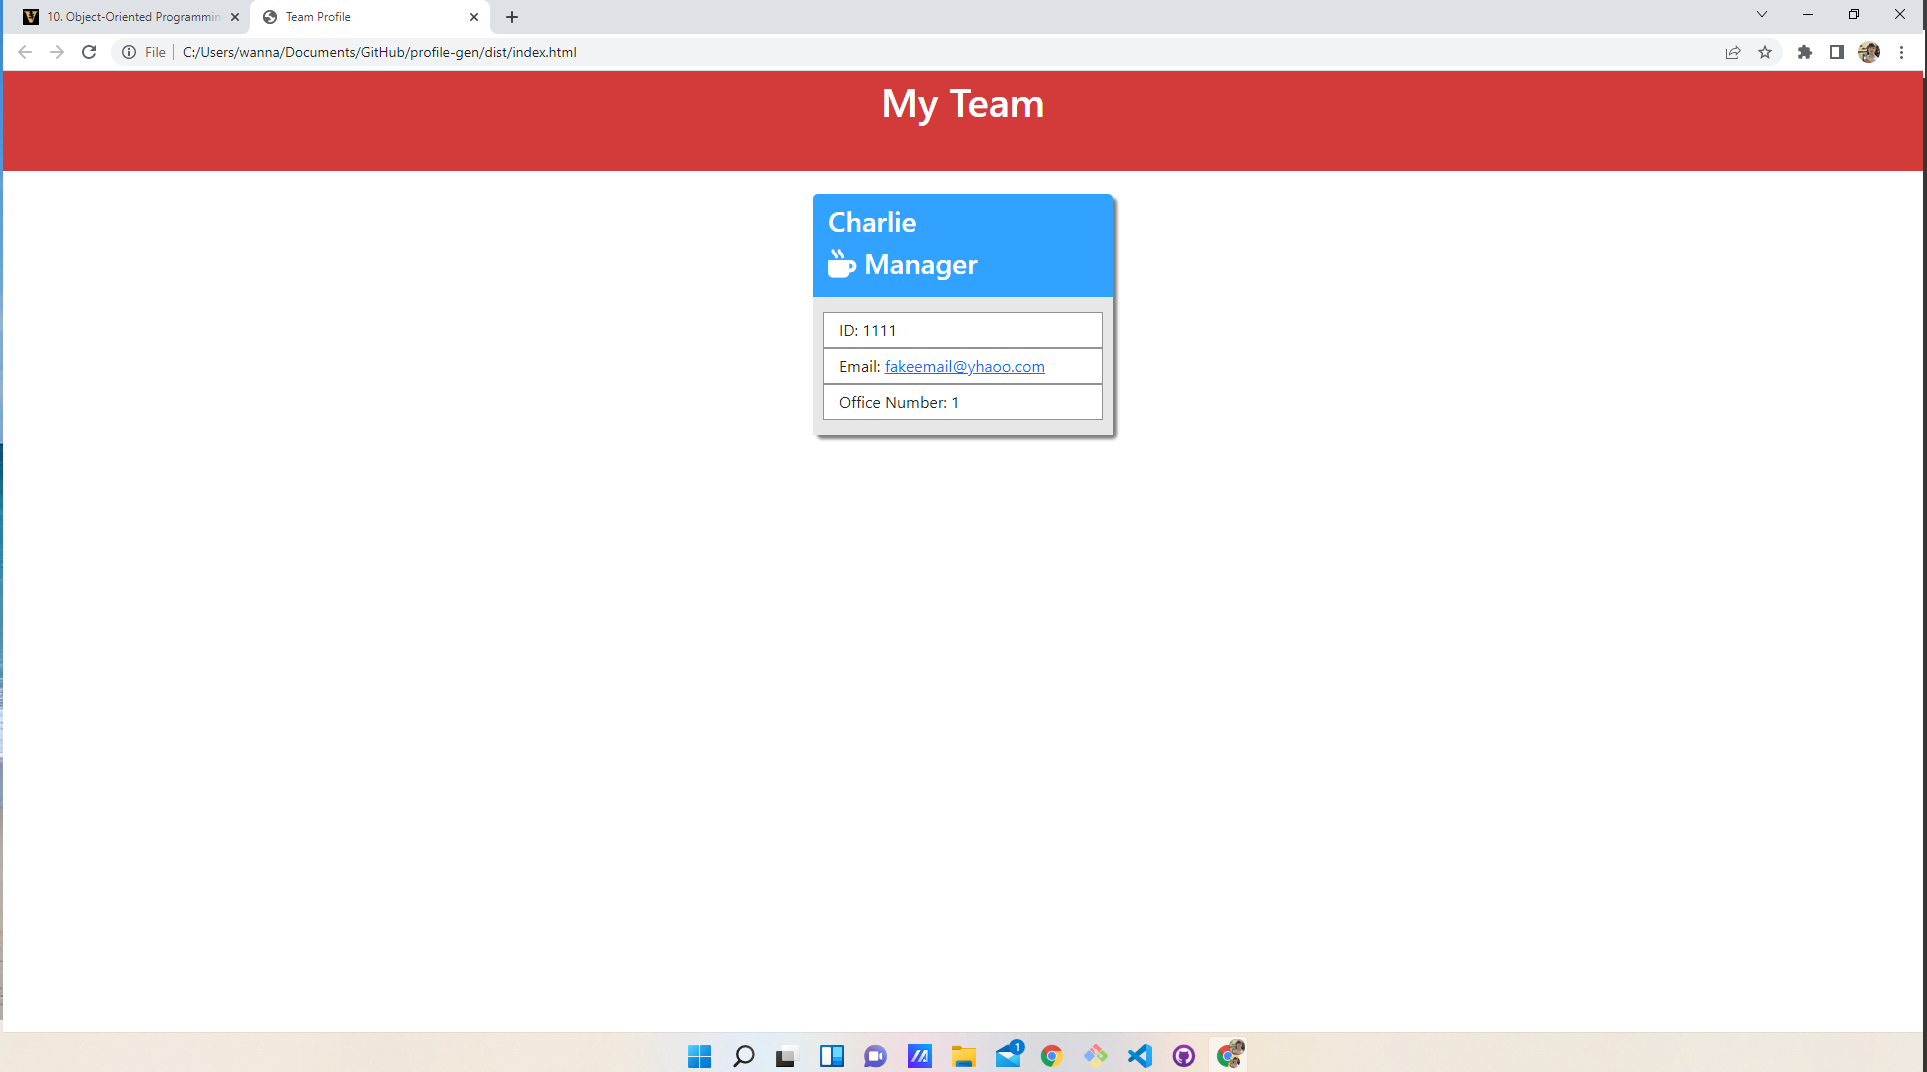 10. Object-Oriented Programmin
Team Profile
File
C:/Users/wanna/Documents/GitHub/profile-gen/dist/index.html
My Team
Charlie
Manager
ID: 1111
Email: fakeemail@yhaoo.com
Office Number: 1
1